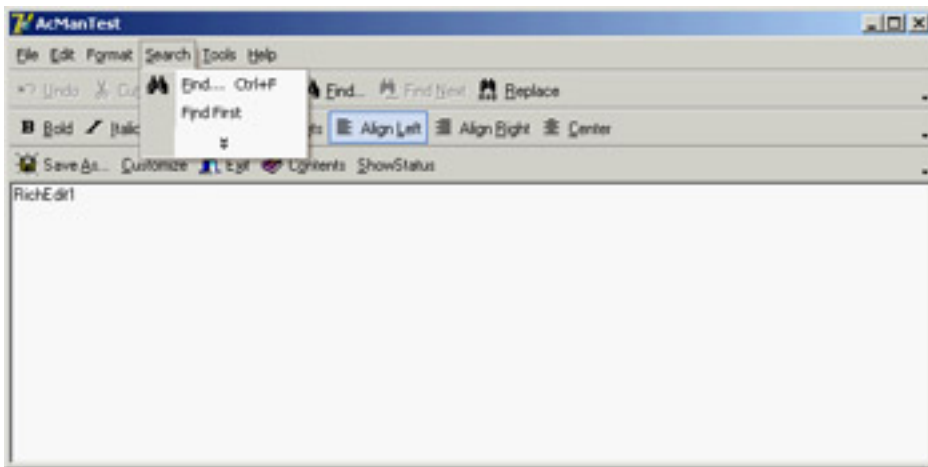 AcManTest
File Edit Format Search Tools Help
Undo Find... Find Next Replace
Find... Ctrl+F
Find First
Bold Italic Align Left Align Right Center
Save As... Customize Exit Contents ShowStatus
RichEdit1